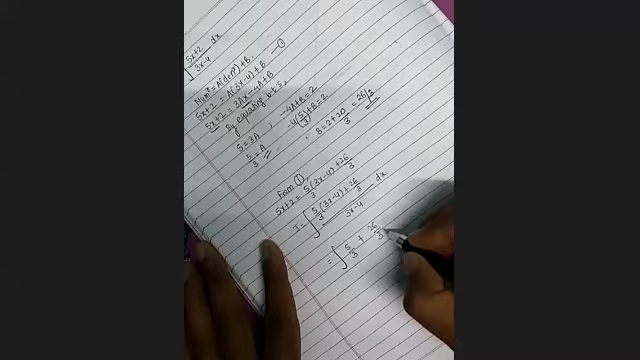 ∫ 5x+2 / 3x-4 dx
Numʳ = A(denʳ) + B
5x+2 = A(3x-4) + B —①
5x+2 = 3Ax - 4A + B
By equating b.t.S,
5 = 3A , -4A+B = 2
5/3 = A , -4(5/3)+B = 2
B = 2 + 20/3 = 26/3
From ①,
5x+2 = 5/3 (3x-4) + 26/3
I = ∫ 5/3 (3x-4) + 26/3 / 3x-4 dx
= ∫ 5/3 + 26/3